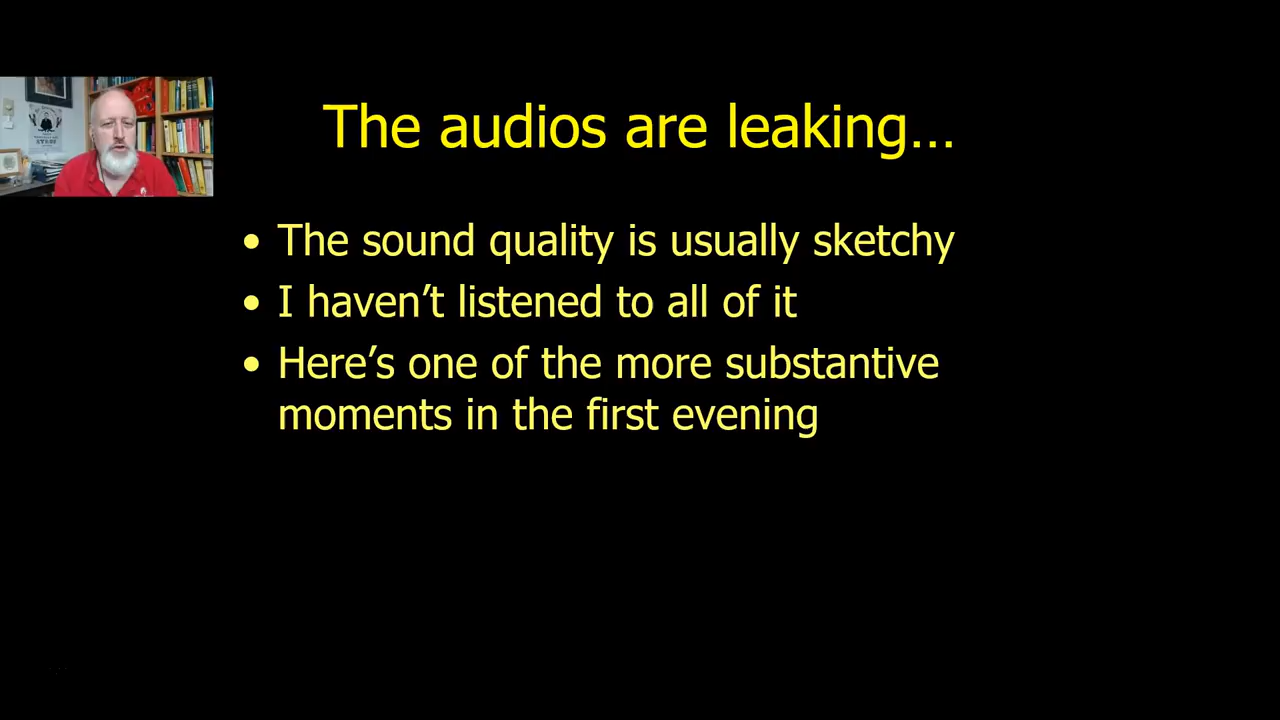 The audios are leaking…
• The sound quality is usually sketchy
• I haven’t listened to all of it
• Here’s one of the more substantive
moments in the first evening